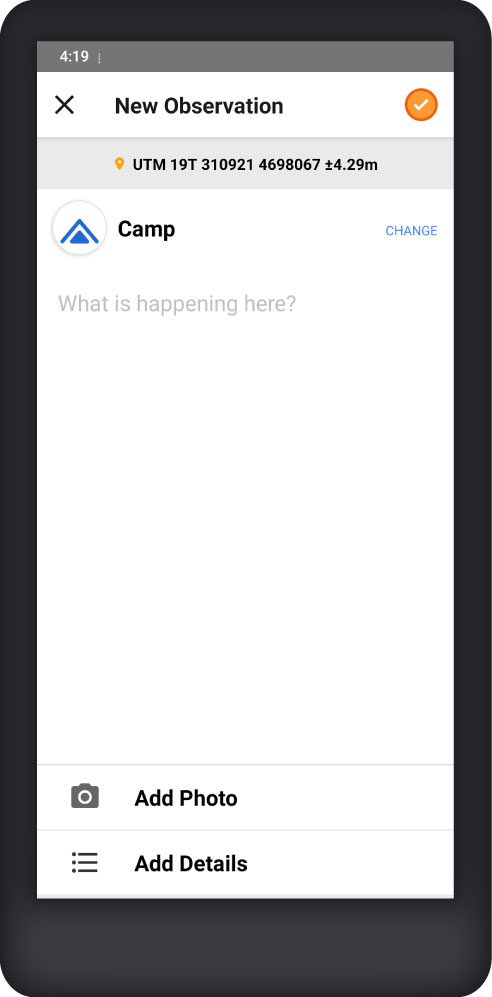 4:19
New Observation
UTM 19T 310921 4698067 ±4.29m
Camp
CHANGE
What is happening here?
Add Photo
Add Details